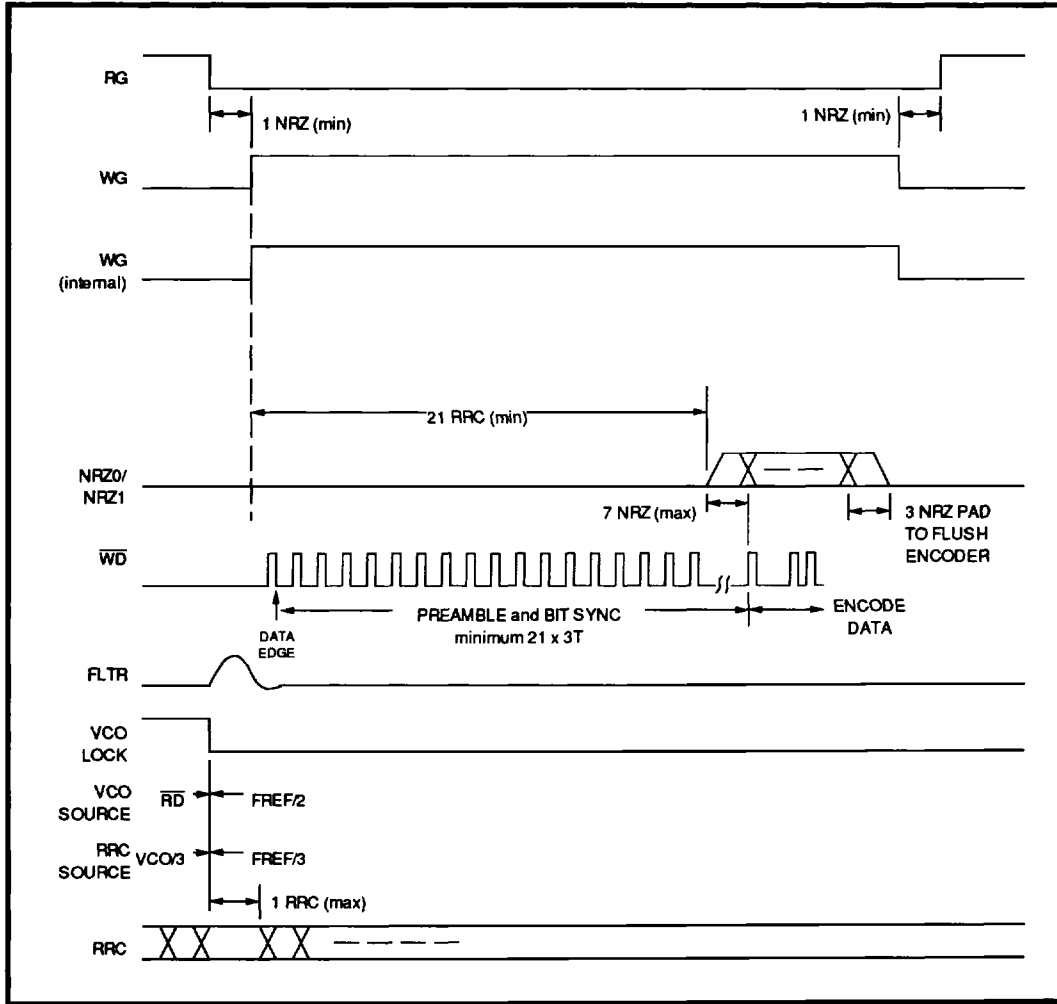 RG
1 NRZ (min)
1 NRZ (min)
WG
WG
(internal)
21 RRC (min)
NRZ0/
NRZ1
7 NRZ (max)
3 NRZ PAD
TO FLUSH
ENCODER
WD
DATA
EDGE
PREAMBLE and BIT SYNC
minimum 21 x 3T
ENCODE
DATA
FLTR
VCO
LOCK
VCO
SOURCE
RD
FREF/2
RRC
SOURCE
VCO/3
FREF/3
1 RRC (max)
RRC